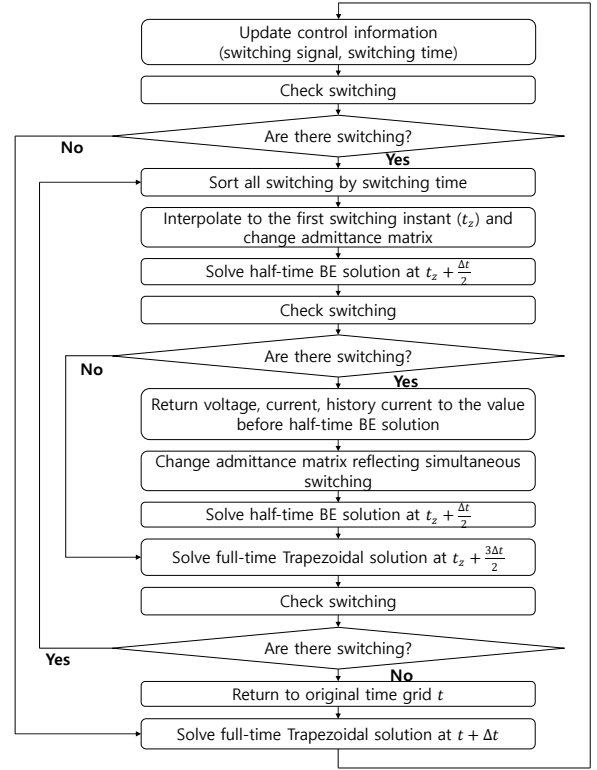 Update control information
(switching signal, switching time)
Check switching
Are there switching?
No
Yes
Sort all switching by switching time
Interpolate to the first switching instant (t_z) and
change admittance matrix
Solve half-time BE solution at t_z + Δt/2
Check switching
Are there switching?
No
Yes
Return voltage, current, history current to the value
before half-time BE solution
Change admittance matrix reflecting simultaneous
switching
Solve half-time BE solution at t_z + Δt/2
Solve full-time Trapezoidal solution at t_z + 3Δt/2
Check switching
Are there switching?
Yes
No
Return to original time grid t
Solve full-time Trapezoidal solution at t + Δt